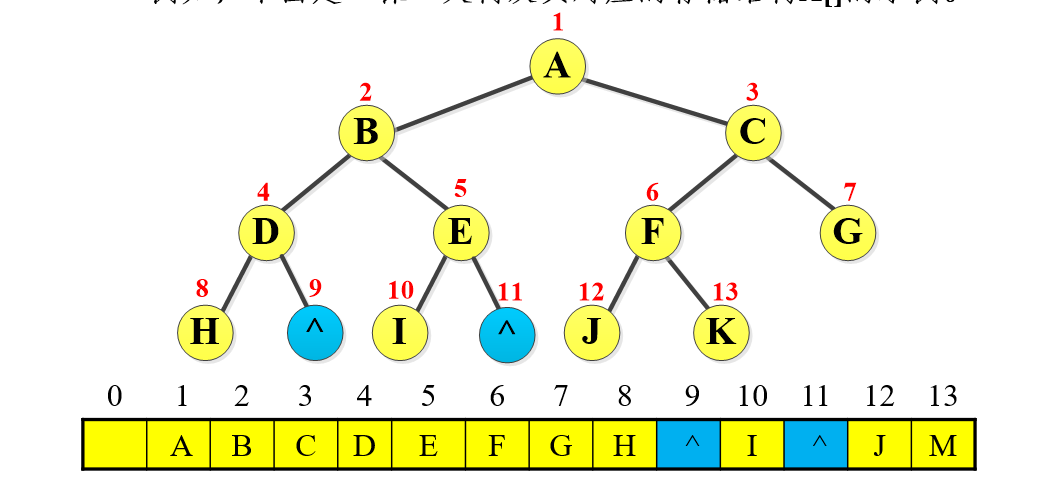 1
A
2 3
B C
4 5 6 7
D E F G
8 9 10 11 12 13
H ^ I ^ J K
0 1 2 3 4 5 6 7 8 9 10 11 12 13
A B C D E F G H ^ I ^ J M